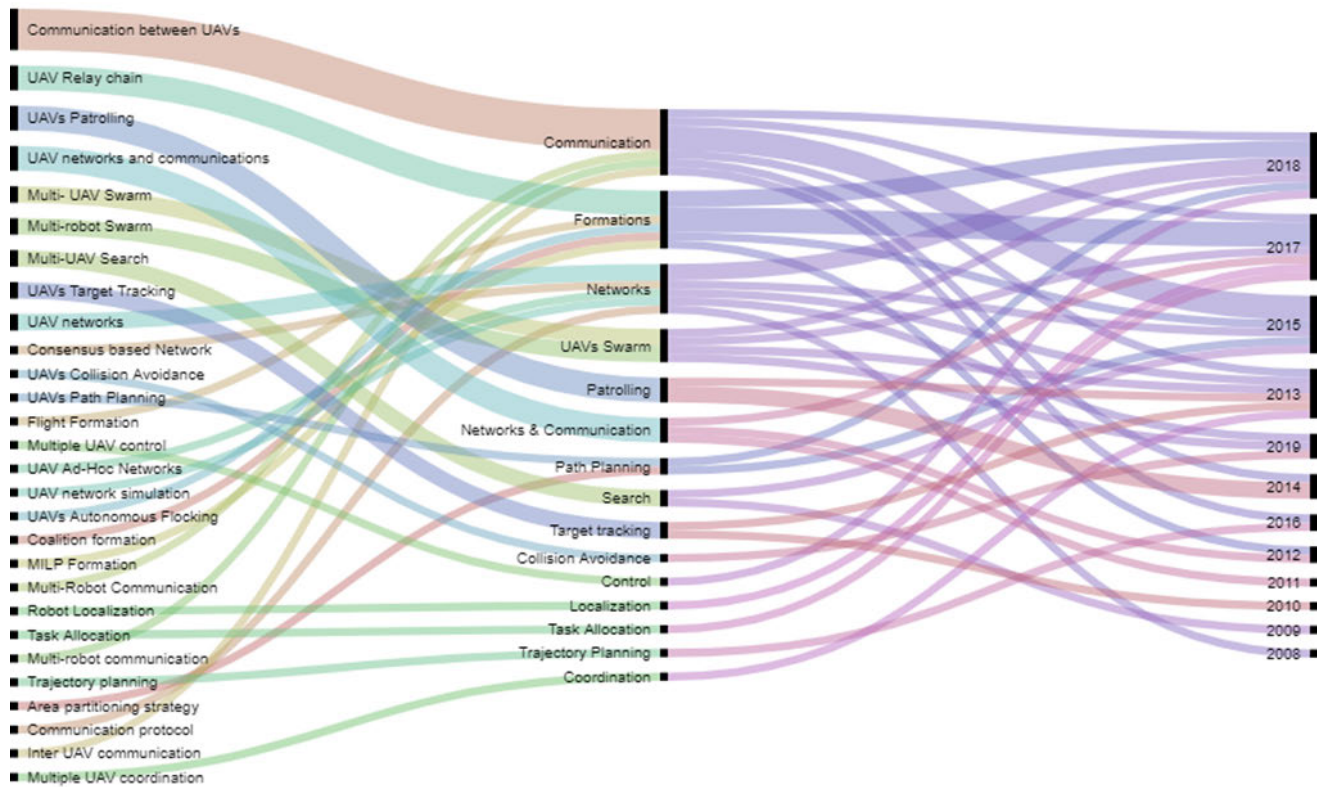 Communication between UAVs
UAV Relay chain
UAVs Patrolling
UAV networks and communications
Multi- UAV Swarm
Multi-robot Swarm
Multi-UAV Search
UAVs Target Tracking
UAV networks
Consensus based Network
UAVs Collision Avoidance
UAVs Path Planning
Flight Formation
Multiple UAV control
UAV Ad-Hoc Networks
UAV network simulation
UAVs Autonomous Flocking
Coalition formation
MILP Formation
Multi-Robot Communication
Robot Localization
Task Allocation
Multi-robot communication
Trajectory planning
Area partitioning strategy
Communication protocol
Inter UAV communication
Multiple UAV coordination
Communication
Formations
Networks
UAVs Swarm
Patrolling
Networks & Communication
Path Planning
Search
Target tracking
Collision Avoidance
Control
Localization
Task Allocation
Trajectory Planning
Coordination
2018
2017
2015
2013
2019
2014
2016
2012
2011
2010
2009
2008